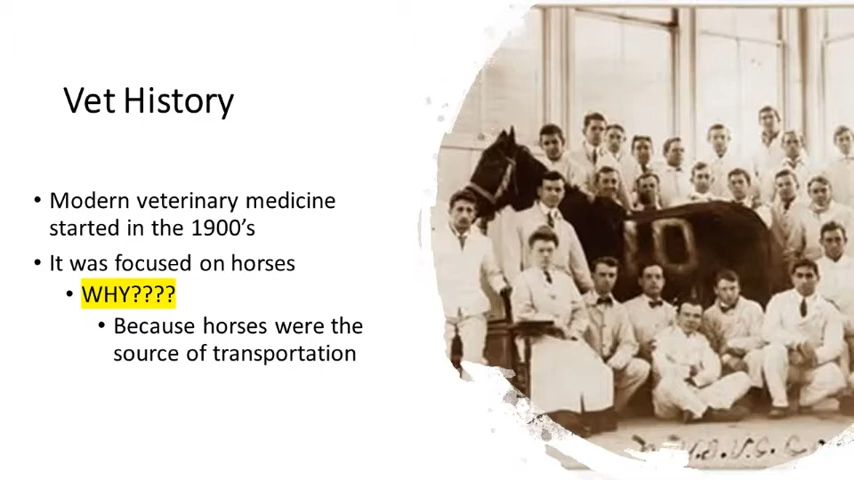 Vet History
• Modern veterinary medicine
started in the 1900's
• It was focused on horses
• WHY????
• Because horses were the
source of transportation
10